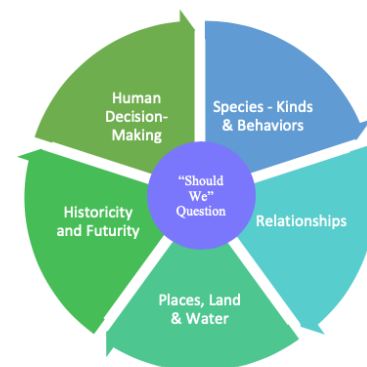 Human
Decision-
Making
Species - Kinds
& Behaviors
“Should
We”
Question
Historicity
and Futurity
Relationships
Places, Land
& Water